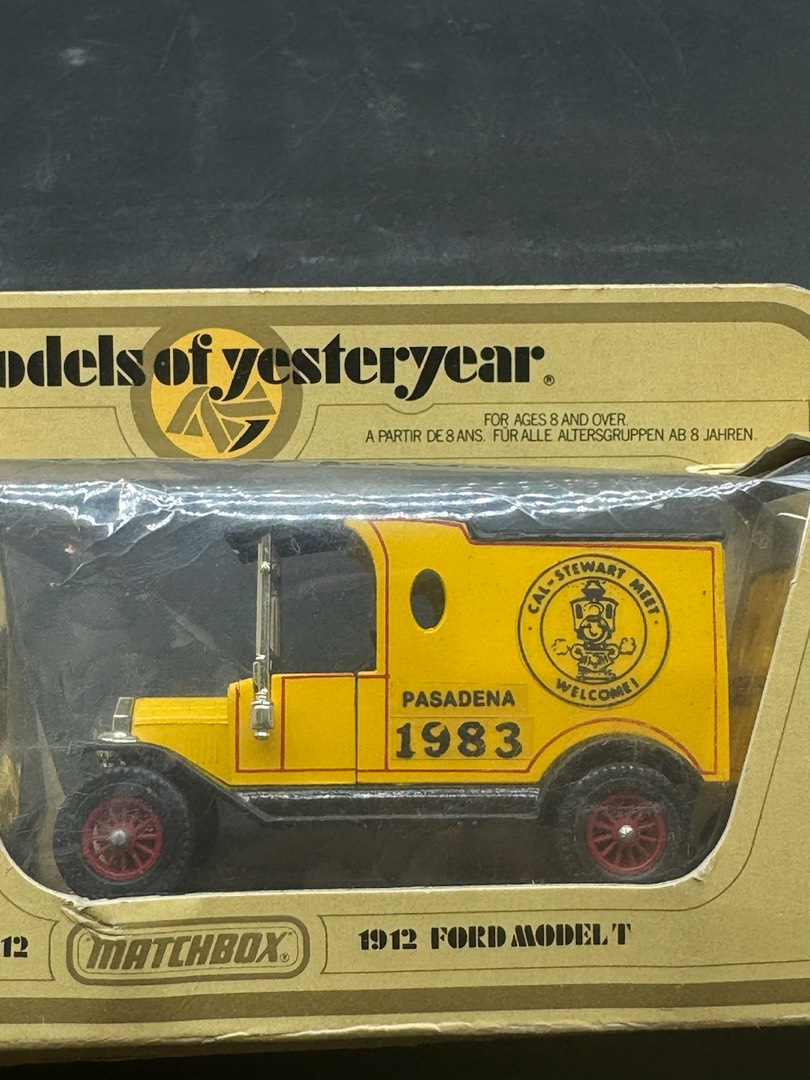 odels of yesteryear®
FOR AGES 8 AND OVER.
A PARTIR DE 8 ANS. FÜR ALLE ALTERSGRUPPEN AB 8 JAHREN.
CAL-STEWART MEET
WELCOME!
PASADENA
1983
12
"MATCHBOX"®
1912 FORD MODEL T